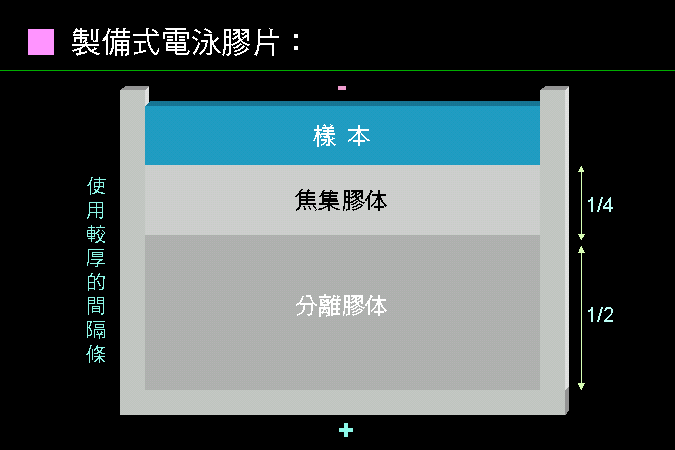 製備式電泳膠片：
-
樣 本
焦集膠体
分離膠体
使用較厚的間隔條
1/4
1/2
+